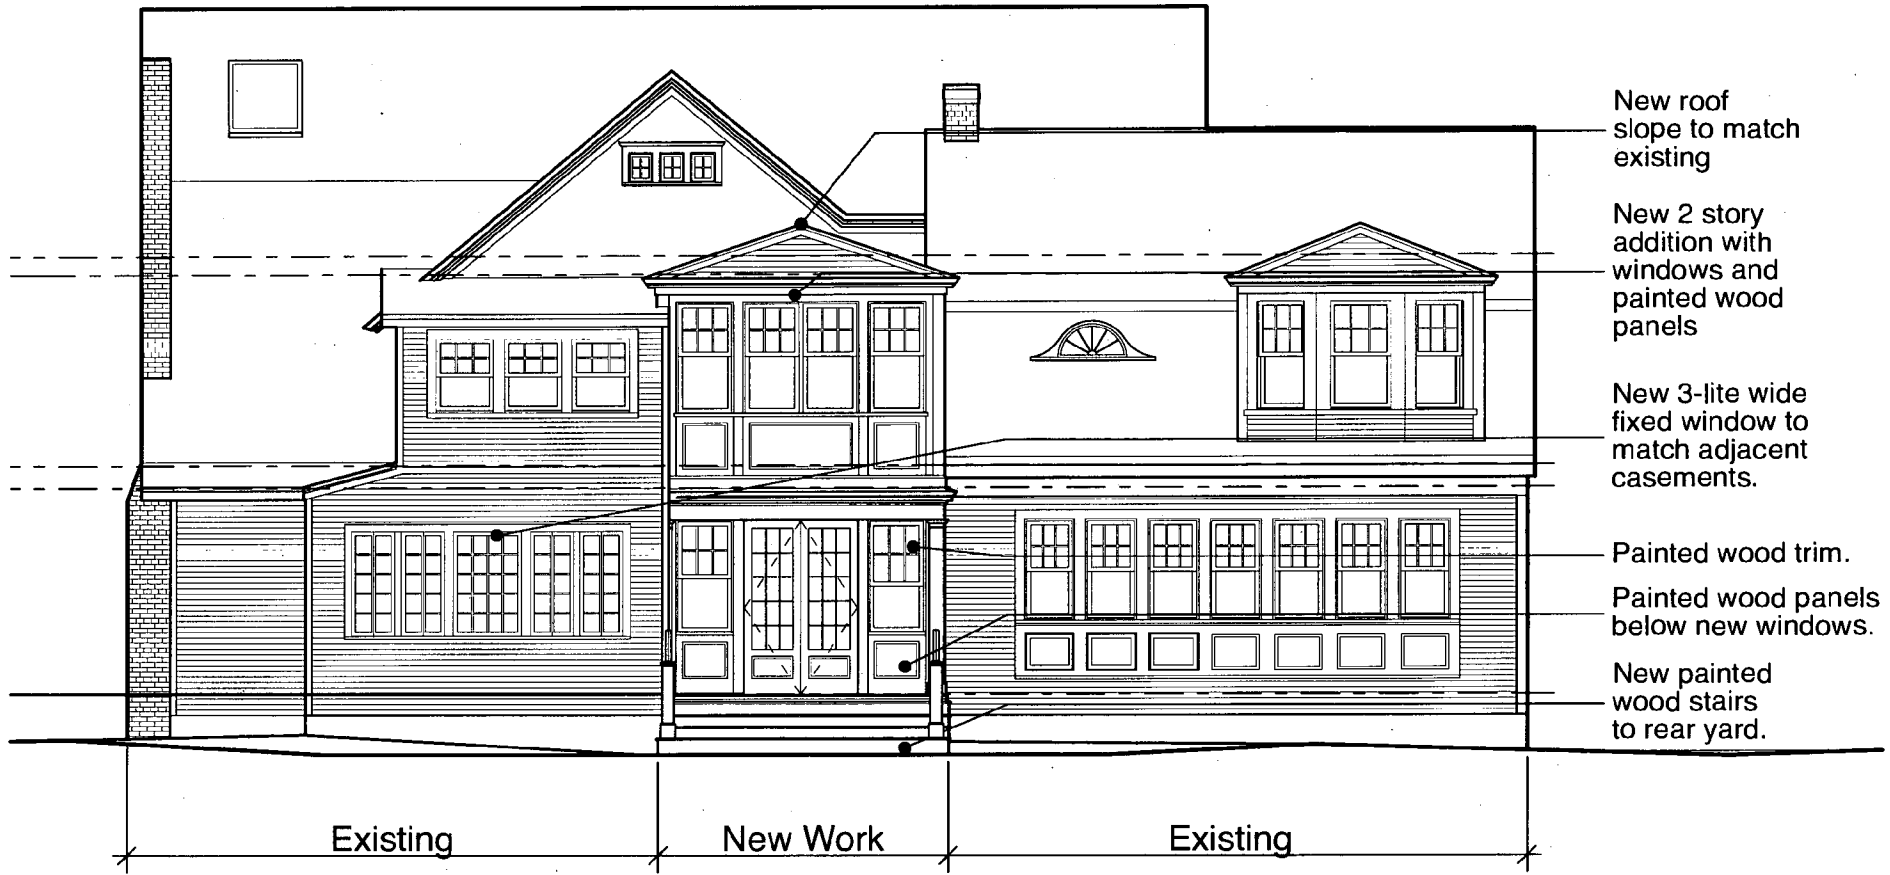 New roof
slope to match
existing
New 2 story
addition with
windows and
painted wood
panels
New 3-lite wide
fixed window to
match adjacent
casements.
Painted wood trim.
Painted wood panels
below new windows.
New painted
wood stairs
to rear yard.
Existing
New Work
Existing